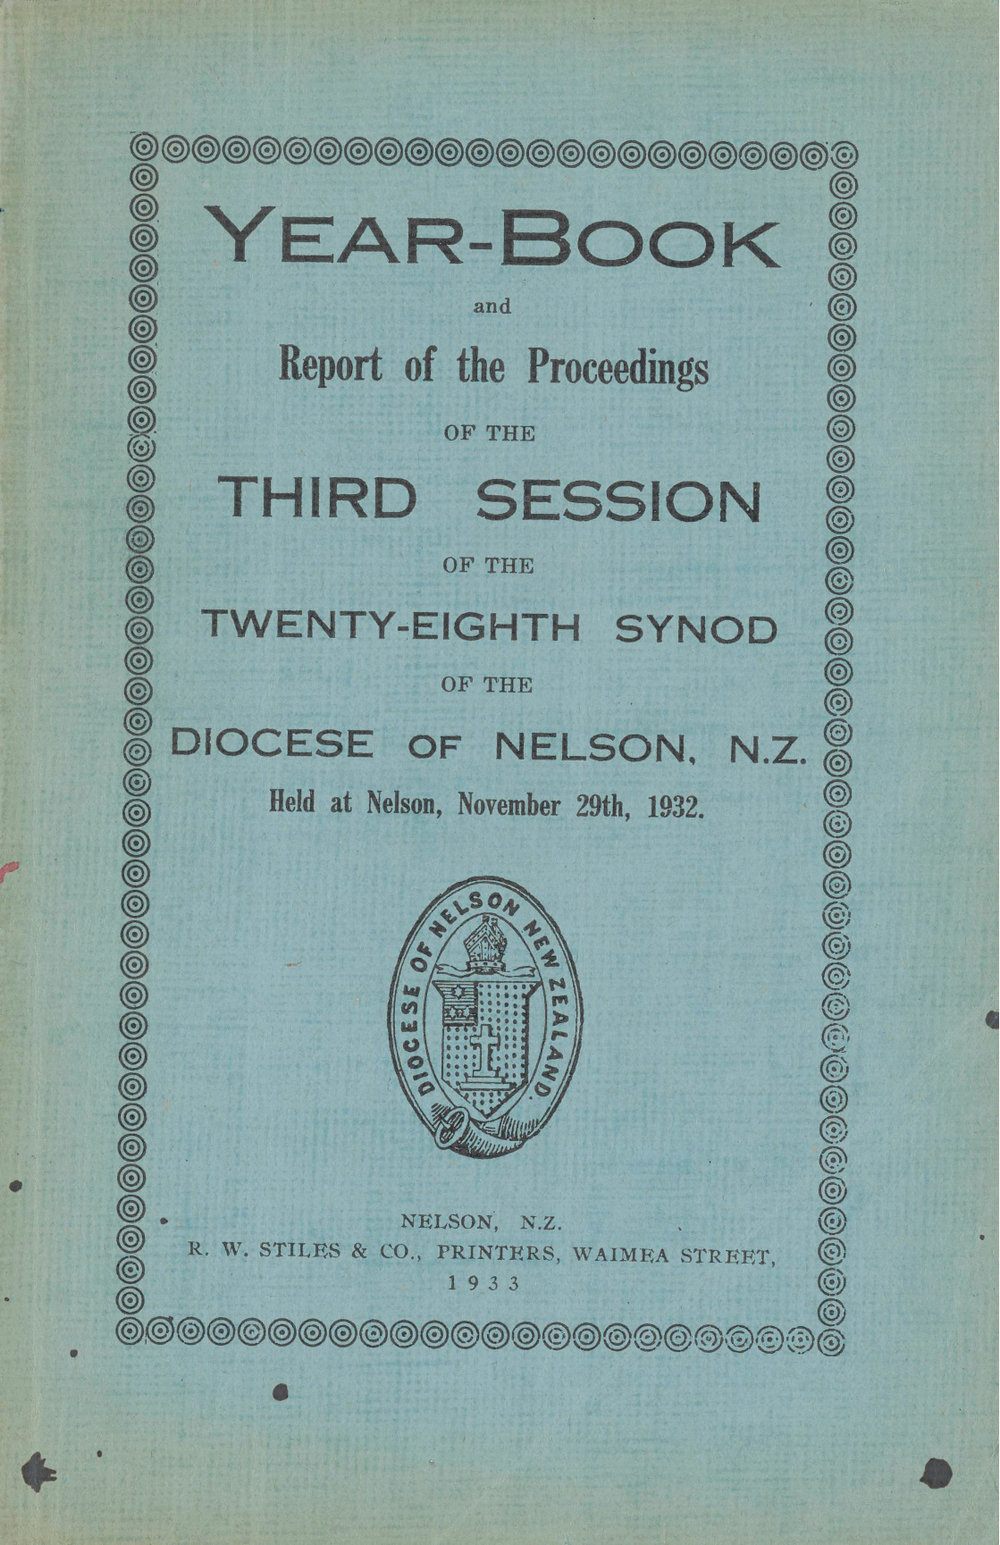 YEAR-BOOK
and
Report of the Proceedings
OF THE
THIRD SESSION
OF THE
TWENTY-EIGHTH SYNOD
OF THE
DIOCESE OF NELSON, N.Z.
Held at Nelson, November 29th, 1932.
DIOCESE OF NELSON NEW ZEALAND.
NELSON, N.Z.
R. W. STILES & CO., PRINTERS, WAIMEA STREET,
1933